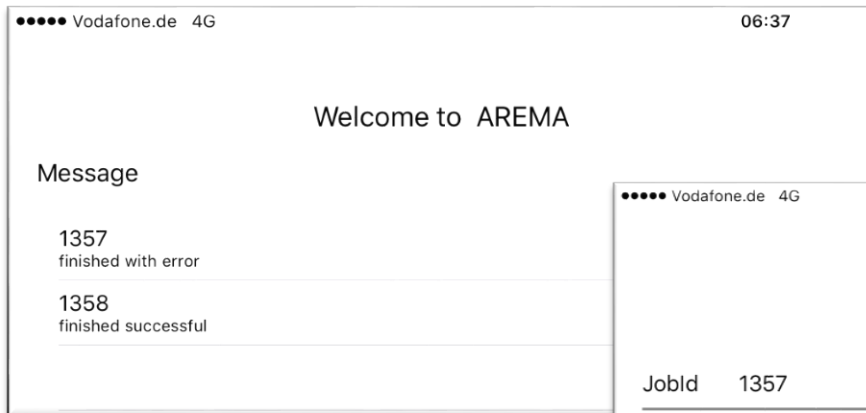 ●●●●● Vodafone.de 4G 06:37
Welcome to AREMA
Message
1357
finished with error
1358
finished successful
●●●●● Vodafone.de 4G
JobId 1357